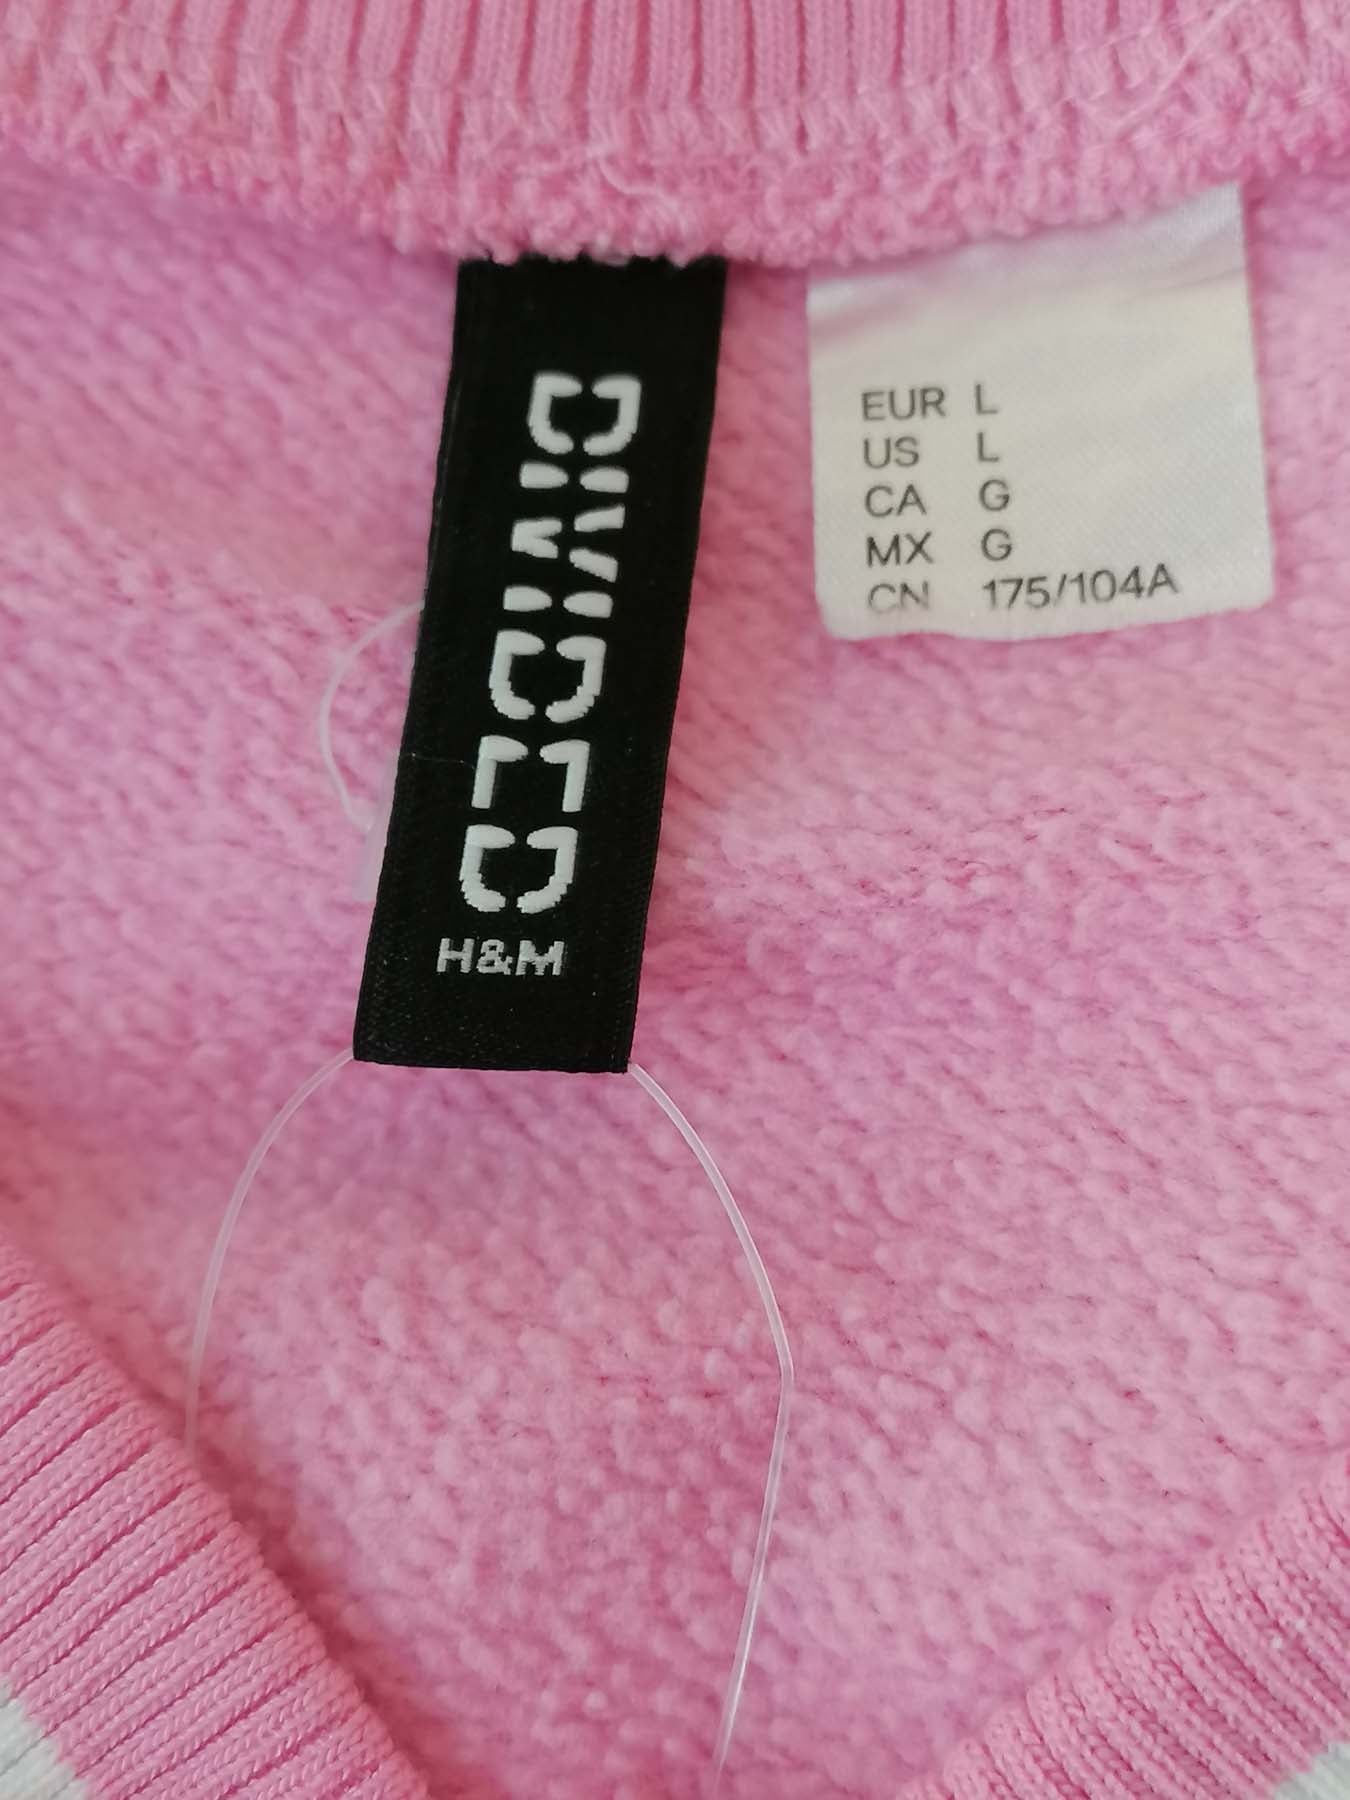 DIVIDED
H&M
EUR L
US L
CA G
MX G
CN 175/104A